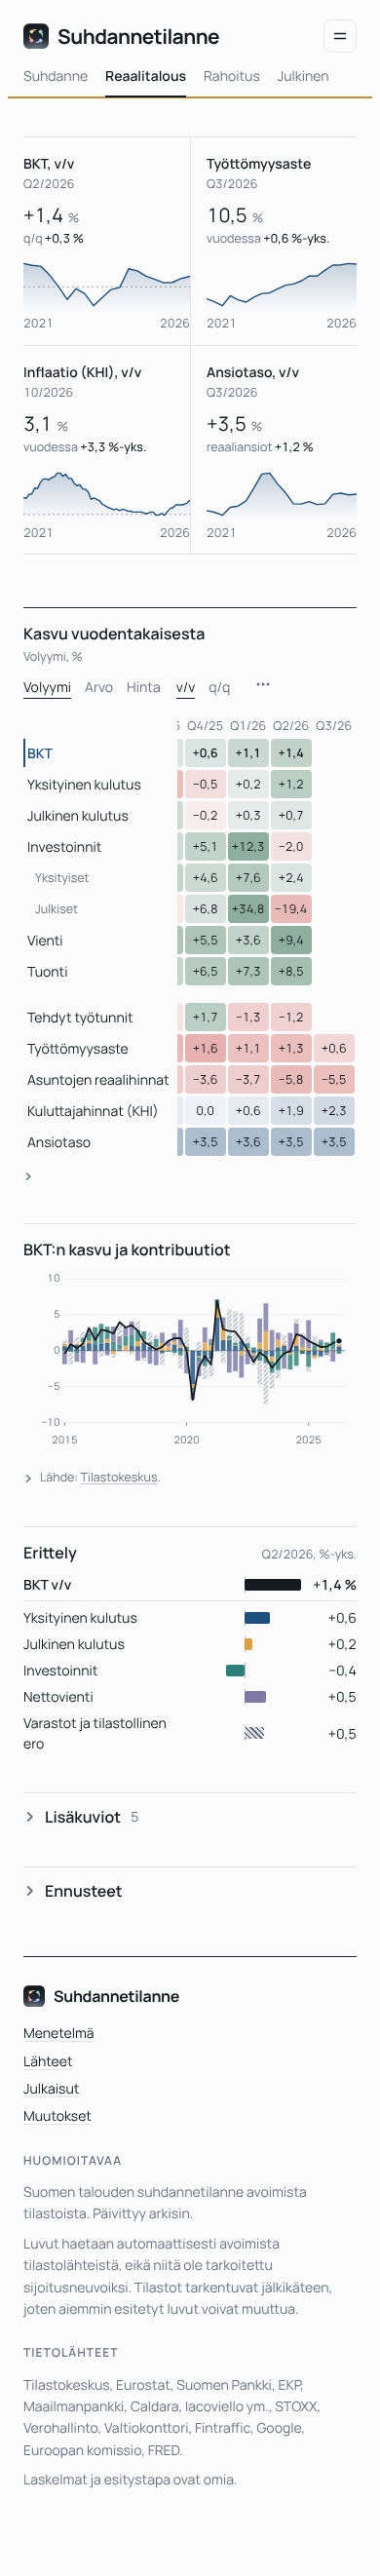 Suhdannetilanne
Suhdanne Reaalitalous Rahoitus Julkinen
BKT, v/v
Q2/2026
+1,4 %
q/q +0,3 %
2021 2026
Työttömyysaste
Q3/2026
10,5 %
vuodessa +0,6 %-yks.
2021 2026
Inflaatio (KHI), v/v
10/2026
3,1 %
vuodessa +3,3 %-yks.
2021 2026
Ansiotaso, v/v
Q3/2026
+3,5 %
reaaliansiot +1,2 %
2021 2026
Kasvu vuodentakaisesta
Volyymi, %
Volyymi Arvo Hinta v/v q/q
Q4/25 Q1/26 Q2/26 Q3/26
BKT +0,6 +1,1 +1,4
Yksityinen kulutus −0,5 +0,2 +1,2
Julkinen kulutus −0,2 +0,3 +0,7
Investoinnit +5,1 +12,3 −2,0
Yksityiset +4,6 +7,6 +2,4
Julkiset +6,8 +34,8 −19,4
Vienti +5,5 +3,6 +9,4
Tuonti +6,5 +7,3 +8,5
Tehdyt työtunnit +1,7 −1,3 −1,2
Työttömyysaste +1,6 +1,1 +1,3 +0,6
Asuntojen reaalihinnat −3,6 −3,7 −5,8 −5,5
Kuluttajahinnat (KHI) 0,0 +0,6 +1,9 +2,3
Ansiotaso +3,5 +3,6 +3,5 +3,5
BKT:n kasvu ja kontribuutiot
10
5
0
−5
−10
2015 2020 2025
Lähde: Tilastokeskus.
Erittely Q2/2026, %-yks.
BKT v/v +1,4 %
Yksityinen kulutus +0,6
Julkinen kulutus +0,2
Investoinnit −0,4
Nettovienti +0,5
Varastot ja tilastollinen
ero +0,5
Lisäkuviot 5
Ennusteet
Suhdannetilanne
Menetelmä
Lähteet
Julkaisut
Muutokset
HUOMIOITAVAA
Suomen talouden suhdannetilanne avoimista
tilastoista. Päivittyy arkisin.
Luvut haetaan automaattisesti avoimista
tilastolähteistä, eikä niitä ole tarkoitettu
sijoitusneuvoiksi. Tilastot tarkentuvat jälkikäteen,
joten aiemmin esitetyt luvut voivat muuttua.
TIETOLÄHTEET
Tilastokeskus, Eurostat, Suomen Pankki, EKP,
Maailmanpankki, Caldara, Iacoviello ym., STOXX,
Verohallinto, Valtiokonttori, Fintraffic, Google,
Euroopan komissio, FRED.
Laskelmat ja esitystapa ovat omia.